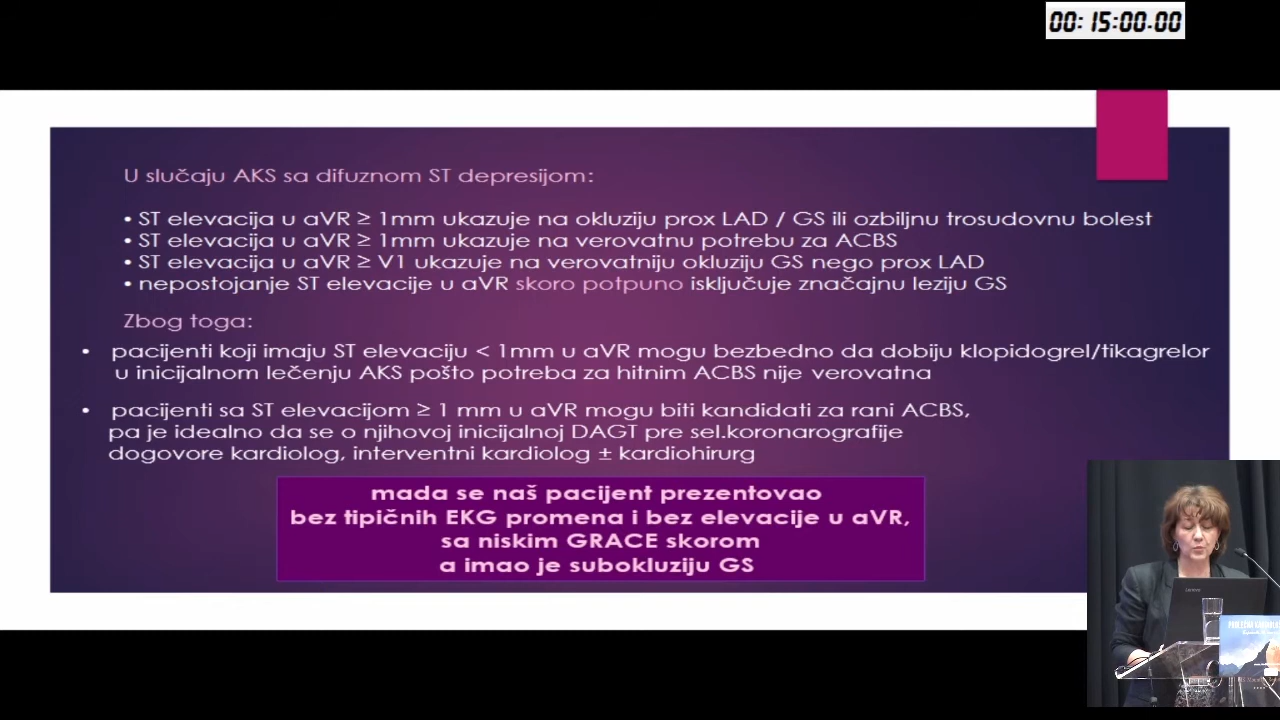 00:15:00.00
U slučaju AKS sa difuznom ST depresijom:
• ST elevacija u aVR ≥ 1mm ukazuje na okluziju prox LAD / GS ili ozbiljnu trosudovnu bolest
• ST elevacija u aVR ≥ 1mm ukazuje na verovatnu potrebu za ACBS
• ST elevacija u aVR ≥ V1 ukazuje na verovatniju okluziju GS nego prox LAD
• nepostojanje ST elevacije u aVR skoro potpuno isključuje značajnu leziju GS
Zbog toga:
• pacijenti koji imaju ST elevaciju < 1mm u aVR mogu bezbedno da dobiju klopidogrel/tikagrelor
u inicijalnom lečenju AKS pošto potreba za hitnim ACBS nije verovatna
• pacijenti sa ST elevacijom ≥ 1 mm u aVR mogu biti kandidati za rani ACBS,
pa je idealno da se o njihovoj inicijalnoj DAGT pre sel.koronarografije
dogovore kardiolog, interventni kardiolog ± kardiohirurg
mada se naš pacijent prezentovao
bez tipičnih EKG promena i bez elevacije u aVR,
sa niskim GRACE skorom
a imao je subokluziju GS